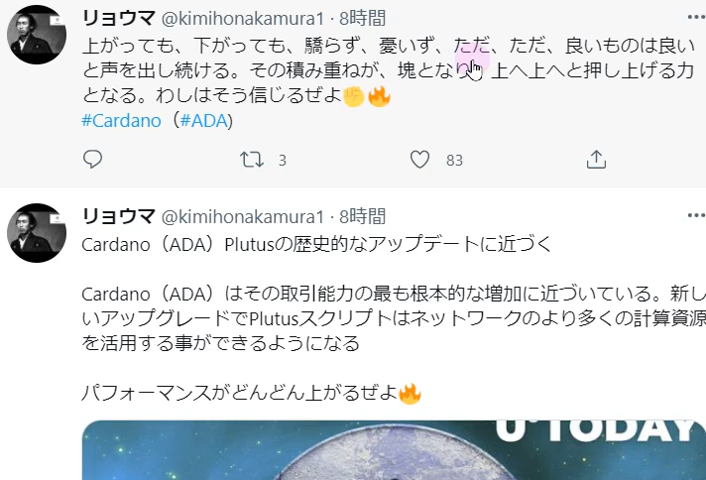 リョウマ @kimihonakamura1・8時間
上がっても、下がっても、驕らず、憂いず、ただ、ただ、良いものは良い
と声を出し続ける。その積み重ねが、塊となり 上へ上へと押し上げる力
となる。わしはそう信じるぜよ✊🔥
#Cardano（#ADA)
3 83
リョウマ @kimihonakamura1・8時間
Cardano（ADA）Plutusの歴史的なアップデートに近づく
Cardano（ADA）はその取引能力の最も根本的な増加に近づいている。新し
いアップグレードでPlutusスクリプトはネットワークのより多くの計算資源
を活用する事ができるようになる
パフォーマンスがどんどん上がるぜよ🔥
U TODAY